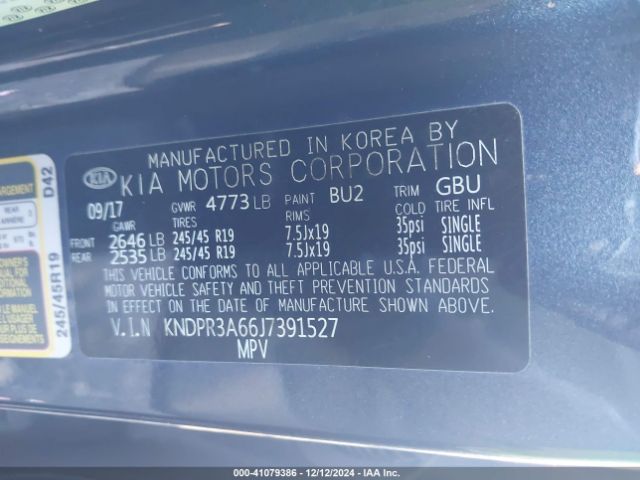 MANUFACTURED IN KOREA BY
KIA KIA MOTORS CORPORATION
09/17 GVWR 4773 LB PAINT BU2 TRIM GBU
GAWR TIRES RIMS COLD TIRE INFL
FRONT 2646 LB 245/45 R19 7.5Jx19 35psi SINGLE
REAR 2535 LB 245/45 R19 7.5Jx19 35psi SINGLE
THIS VEHICLE CONFORMS TO ALL APPLICABLE U.S.A. FEDERAL
MOTOR VEHICLE SAFETY AND THEFT PREVENTION STANDARDS
IN EFFECT ON THE DATE OF MANUFACTURE SHOWN ABOVE.
V.I.N KNDPR3A66J7391527
MPV
D42
245/45R19
REAR
000-41079386 - 12/12/2024 - IAA Inc.